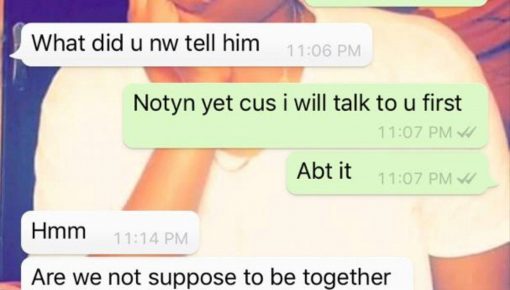 What did u nw tell him 11:06 PM
Notyn yet cus i will talk to u first
11:07 PM
Abt it 11:07 PM
Hmm 11:14 PM
Are we not suppose to be together